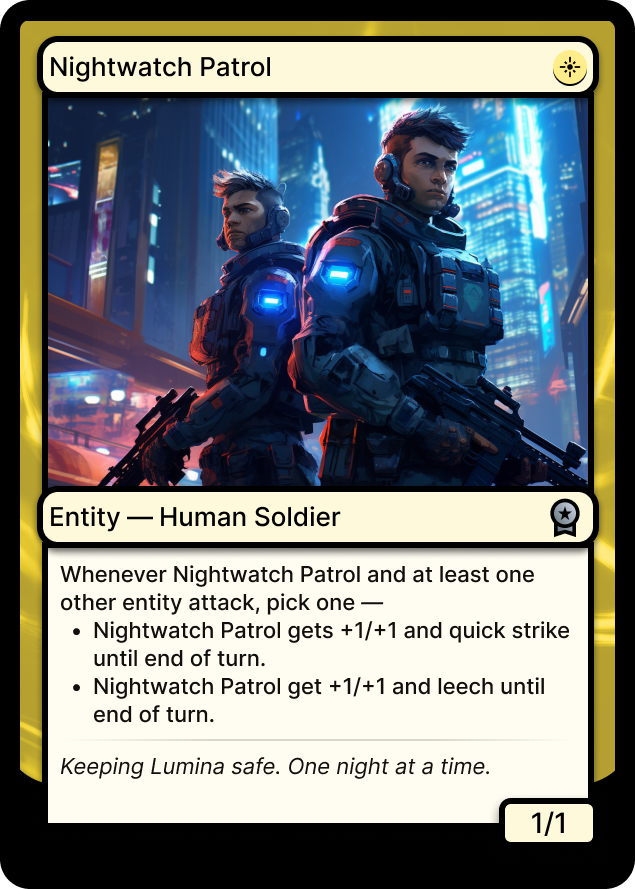 Nightwatch Patrol
Entity — Human Soldier
Whenever Nightwatch Patrol and at least one
other entity attack, pick one —
• Nightwatch Patrol gets +1/+1 and quick strike
until end of turn.
• Nightwatch Patrol get +1/+1 and leech until
end of turn.
Keeping Lumina safe. One night at a time.
1/1